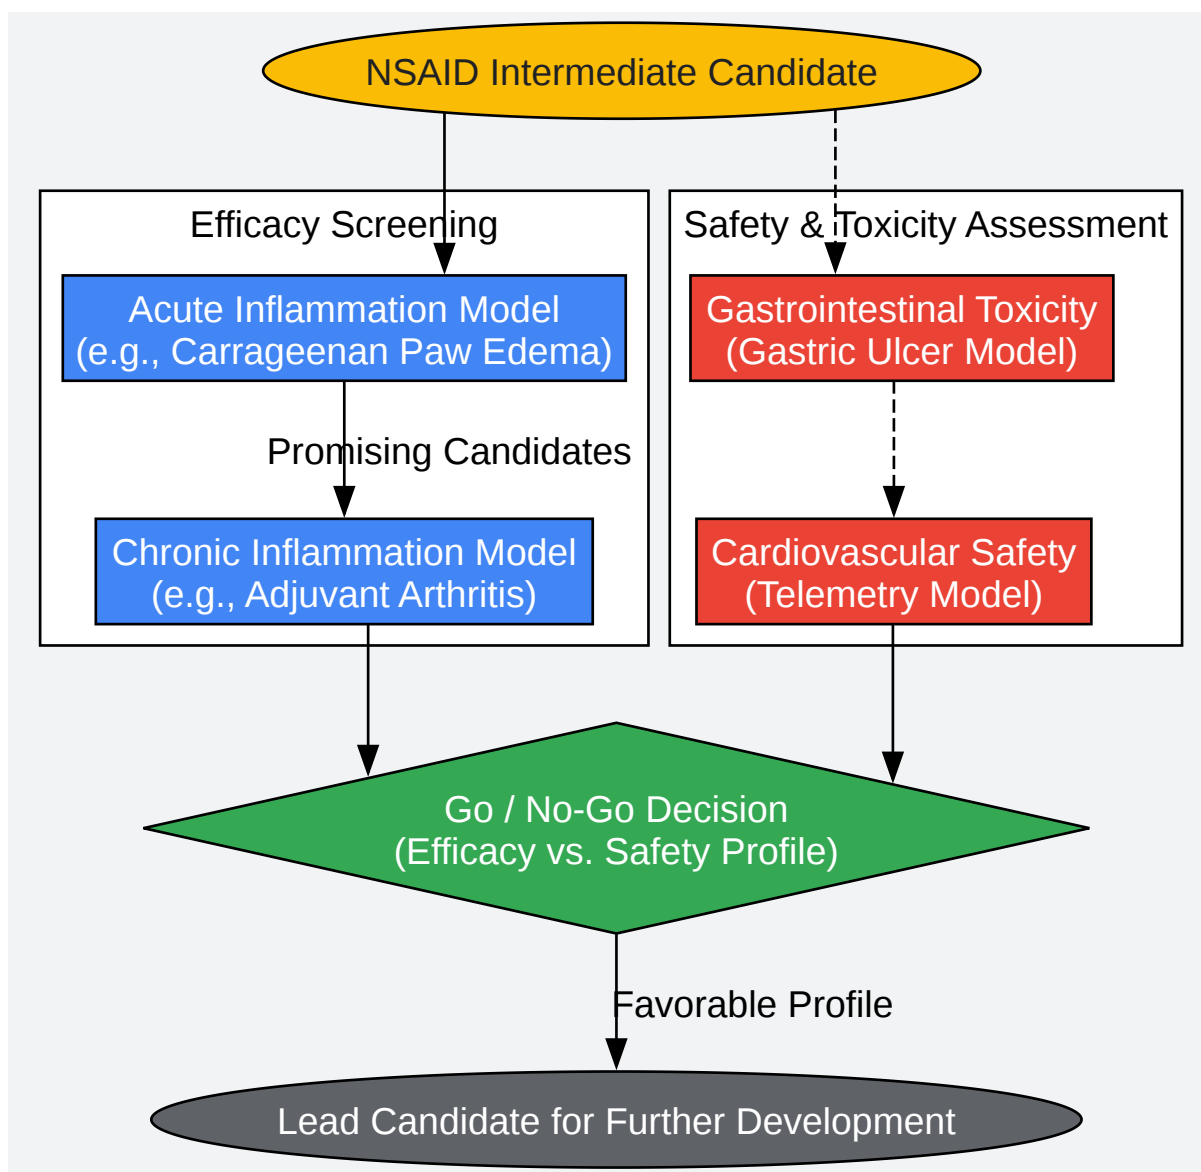 NSAID Intermediate Candidate
Efficacy Screening
Safety & Toxicity Assessment
Acute Inflammation Model
(e.g., Carrageenan Paw Edema)
Gastrointestinal Toxicity
(Gastric Ulcer Model)
Promising Candidates
Chronic Inflammation Model
(e.g., Adjuvant Arthritis)
Cardiovascular Safety
(Telemetry Model)
Go / No-Go Decision
(Efficacy vs. Safety Profile)
Favorable Profile
Lead Candidate for Further Development